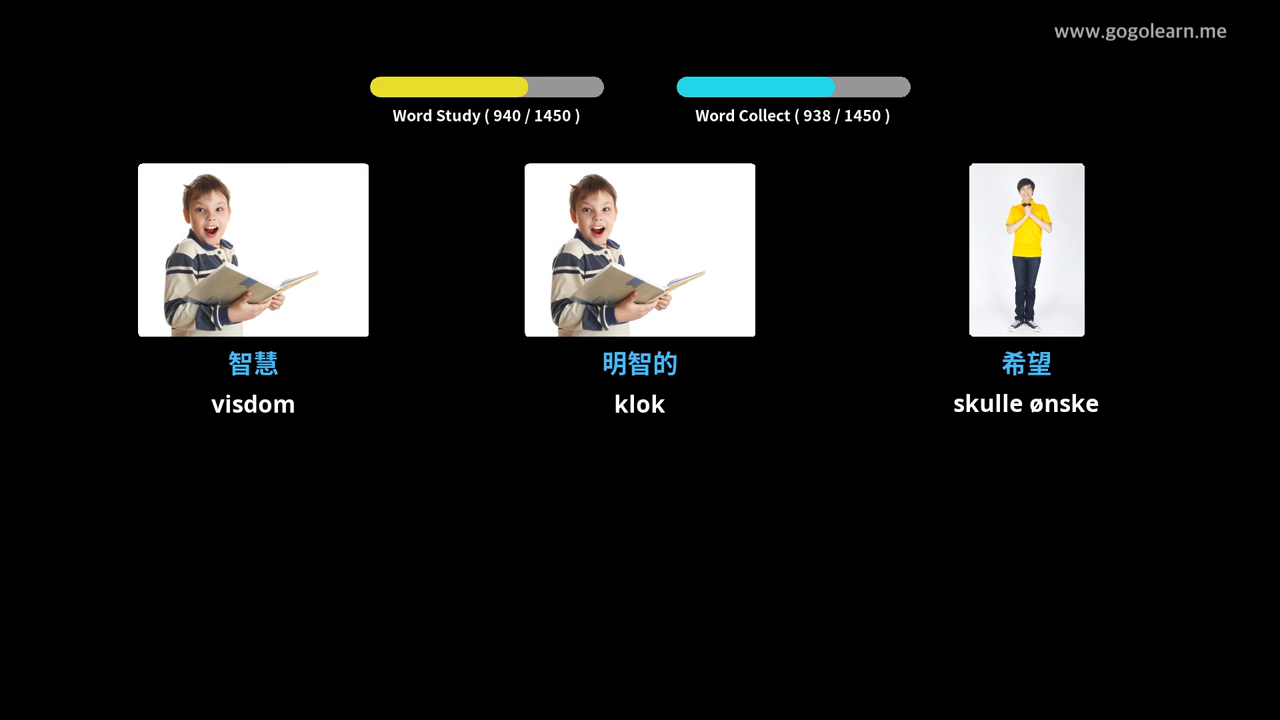 www.gogolearn.me
Word Study ( 940 / 1450 )
Word Collect ( 938 / 1450 )
智慧
明智的
希望
visdom
klok
skulle ønske